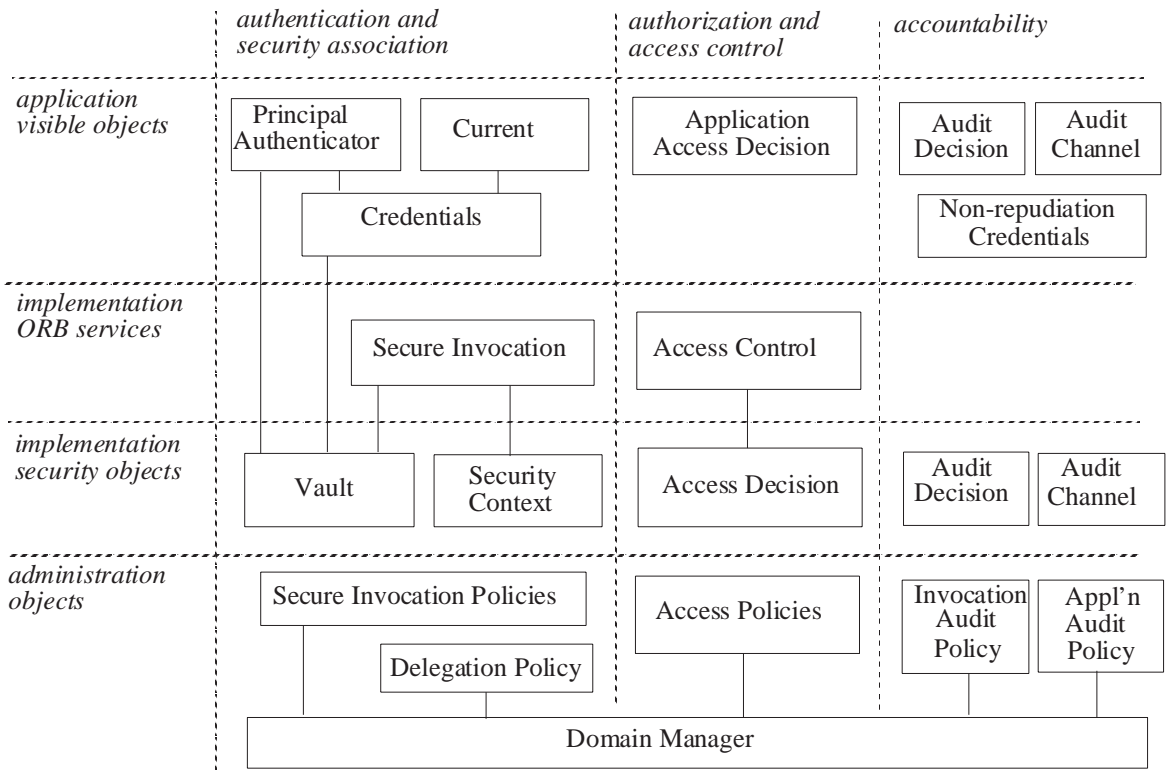 authentication and
security association
authorization and
access control
accountability
application
visible objects
Principal
Authenticator
Current
Credentials
Application
Access Decision
Audit
Decision
Audit
Channel
Non-repudiation
Credentials
implementation
ORB services
Secure Invocation
Access Control
implementation
security objects
Vault
Security
Context
Access Decision
Audit
Decision
Audit
Channel
administration
objects
Secure Invocation Policies
Delegation Policy
Access Policies
Invocation
Audit
Policy
Appl'n
Audit
Policy
Domain Manager